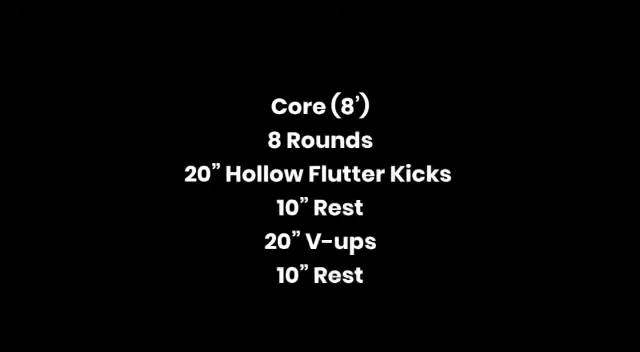 Core (8’)
8 Rounds
20” Hollow Flutter Kicks
10” Rest
20” V-ups
10” Rest